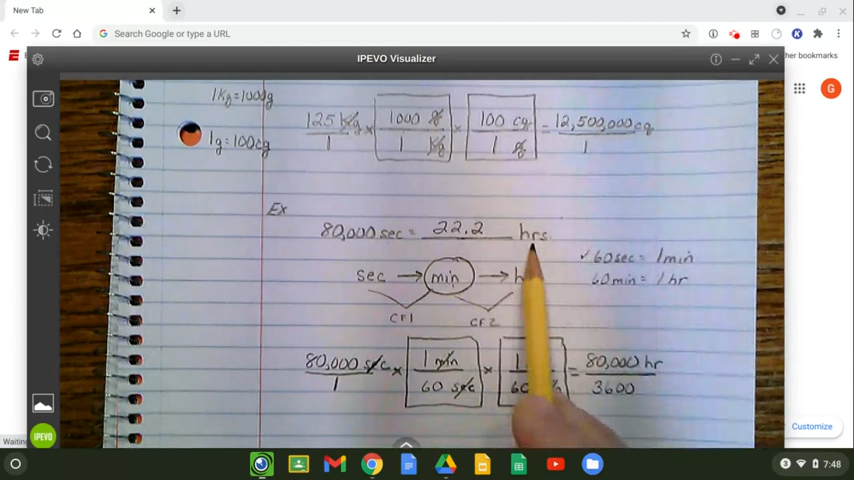 New Tab
Search Google or type a URL
other bookmarks
IPEVO Visualizer
G
1kg=1000g
1g=100cg
125 kg × 1000 g × 100 cg = 12,500,000 cg
1 1 kg 1 g 1
Ex
80,000 sec = 22.2 hrs.
✓ 60 sec = 1 min
60 min = 1 hr
sec → min → h
CF1 CF2
80,000 sec × 1 min × 1 = 80,000 hr
1 60 sec 60 3600
Customize
Waitin
IPEVO
3 7:48